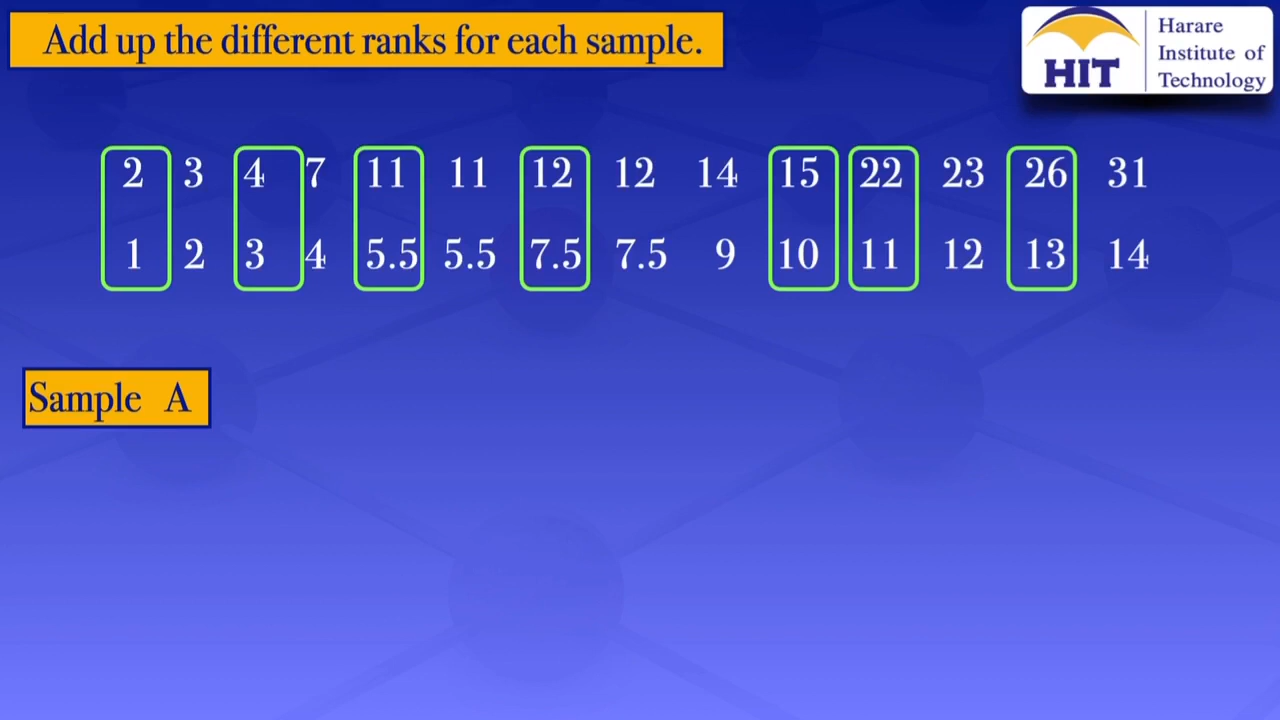 Add up the different ranks for each sample.
HIT
Harare
Institute of
Technology
2 3 4 7 11 11 12 12 14 15 22 23 26 31
1 2 3 4 5.5 5.5 7.5 7.5 9 10 11 12 13 14
Sample A